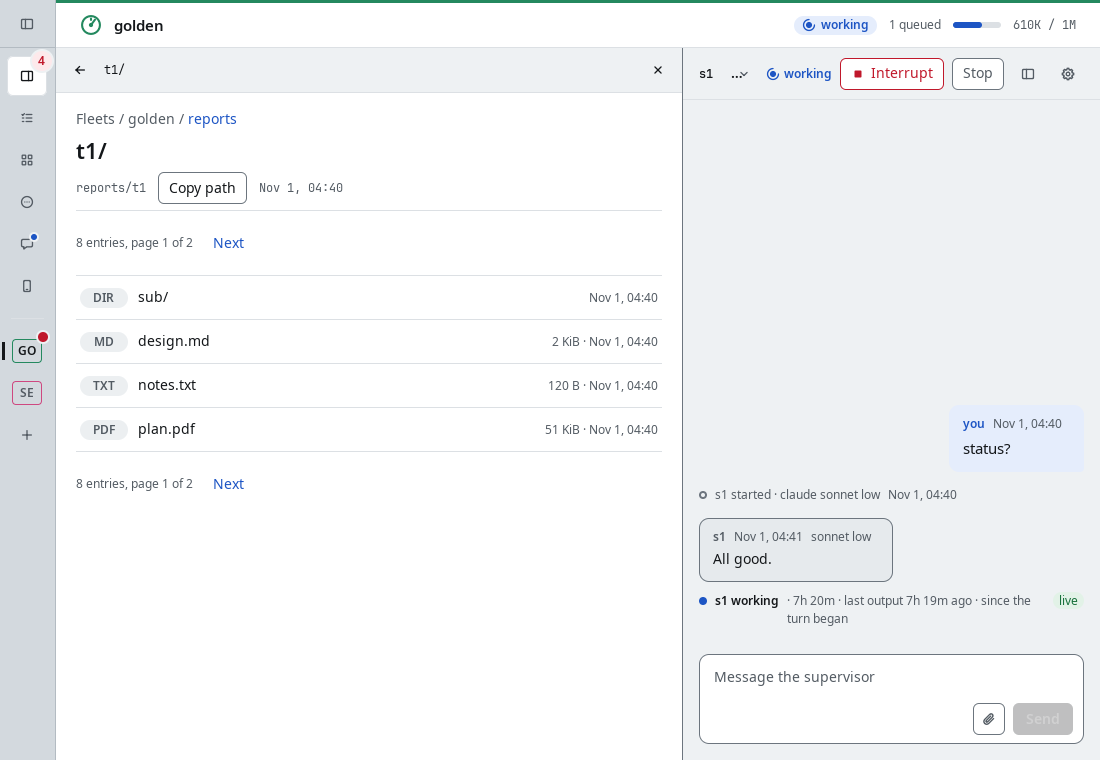 golden
working
1 queued
610K / 1M
4
GO
SE
t1/
Fleets / golden / reports
t1/
reports/t1
Copy path
Nov 1, 04:40
8 entries, page 1 of 2
Next
DIR sub/ Nov 1, 04:40
MD design.md 2 KiB · Nov 1, 04:40
TXT notes.txt 120 B · Nov 1, 04:40
PDF plan.pdf 51 KiB · Nov 1, 04:40
8 entries, page 1 of 2
Next
s1
...
working
Interrupt
Stop
you Nov 1, 04:40
status?
s1 started · claude sonnet low Nov 1, 04:40
s1 Nov 1, 04:41 sonnet low
All good.
s1 working · 7h 20m · last output 7h 19m ago · since the
turn began
live
Message the supervisor
Send